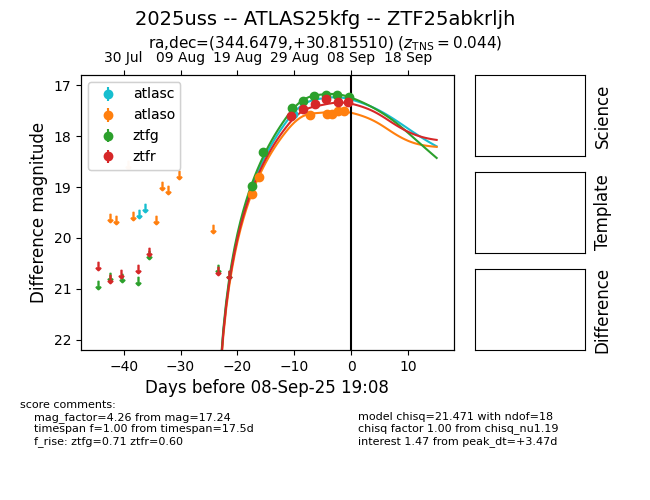 2025uss -- ATLAS25kfg -- ZTF25abkrljh
ra,dec=(344.6479,+30.815510) (z_TNS = 0.044)
30 Jul 09 Aug 19 Aug 29 Aug 08 Sep 18 Sep
atlasc
atlaso
ztfg
ztfr
17
18
19
20
21
22
Difference magnitude
−40 −30 −20 −10 0 10
Days before 08-Sep-25 19:08
Science
Template
Difference
score comments:
mag_factor=4.26 from mag=17.24
timespan f=1.00 from timespan=17.5d
f_rise: ztfg=0.71 ztfr=0.60
model chisq=21.471 with ndof=18
chisq factor 1.00 from chisq_nu1.19
interest 1.47 from peak_dt=+3.47d